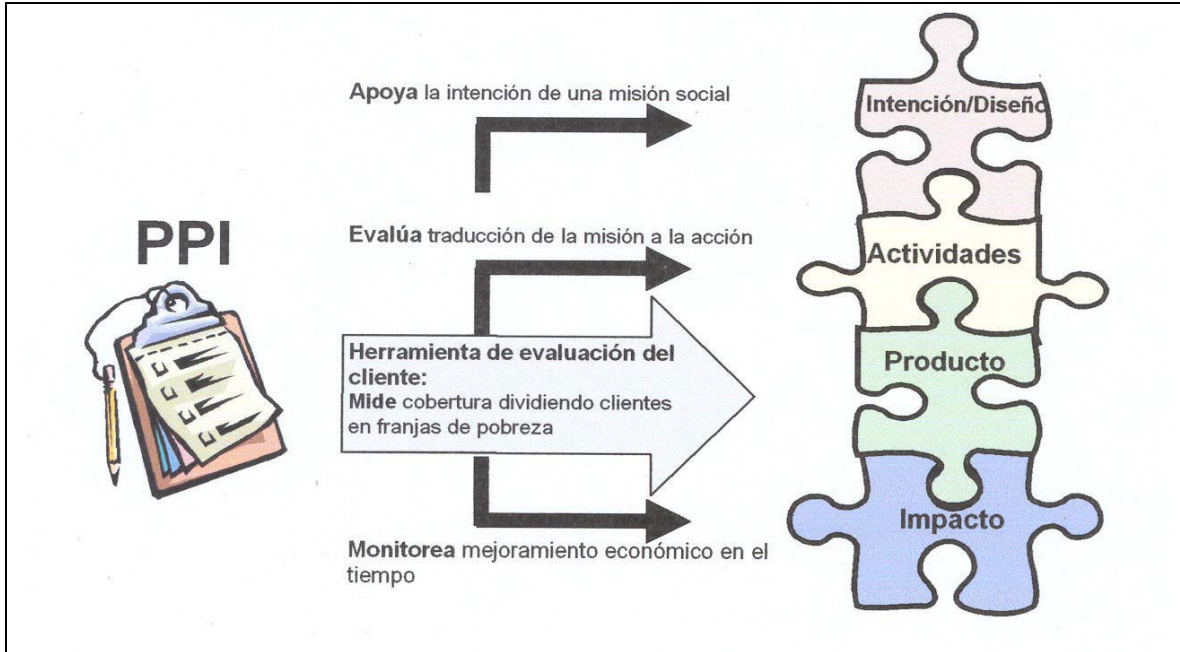 PPI
Apoya la intención de una misión social
Evalúa traducción de la misión a la acción
Herramienta de evaluación del
cliente:
Mide cobertura dividiendo clientes
en franjas de pobreza
Monitorea mejoramiento económico en el
tiempo
Intención/Diseño
Actividades
Producto
Impacto